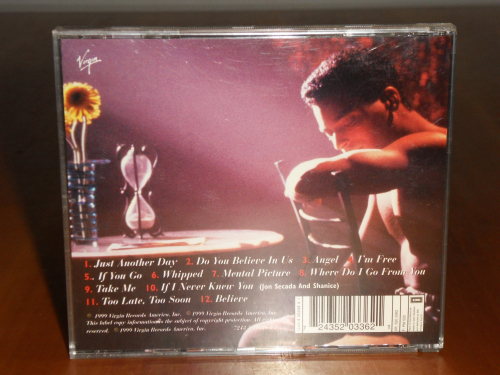 Virgin
1. Just Another Day 2. Do You Believe In Us 3. Angel 4. I'm Free
5. If You Go 6. Whipped 7. Mental Picture 8. Where Do I Go From You
9. Take Me 10. If I Never Knew You (Jon Secada And Shanice)
11. Too Late, Too Soon 12. Believe
℗ 1999 Virgin Records America, Inc. © 1999 Virgin Records America, Inc.
This label copy information is the subject of copyright protection. All rights
reserved. © 1999 Virgin Records America, Inc.
7 24352 03362